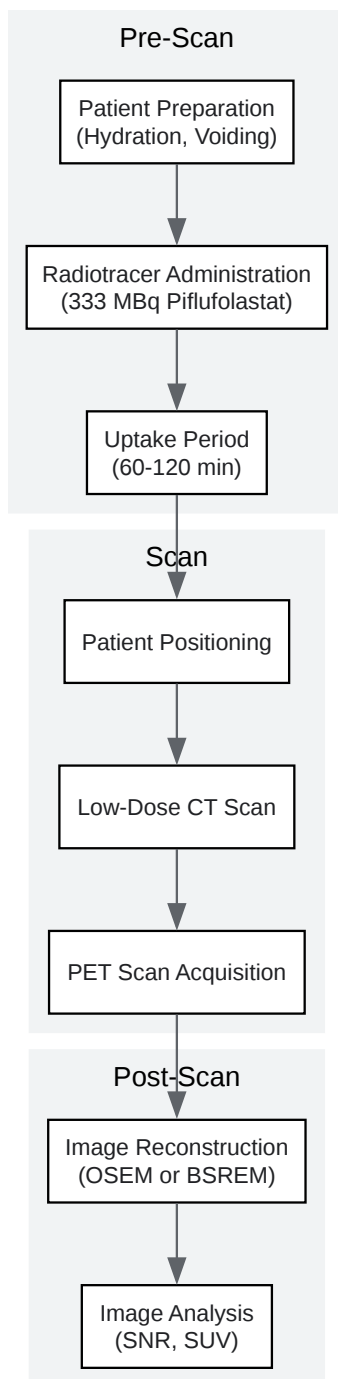 Pre-Scan
Patient Preparation
(Hydration, Voiding)
Radiotracer Administration
(333 MBq Piflufolastat)
Uptake Period
(60-120 min)
Scan
Patient Positioning
Low-Dose CT Scan
PET Scan Acquisition
Post-Scan
Image Reconstruction
(OSEM or BSREM)
Image Analysis
(SNR, SUV)